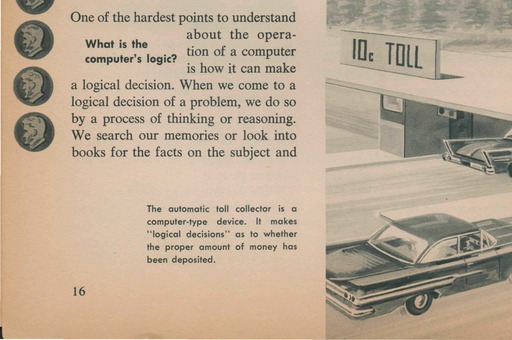 One of the hardest points to understand
What is the
computer's logic?
about the opera-
tion of a computer
is how it can make
a logical decision. When we come to a
logical decision of a problem, we do so
by a process of thinking or reasoning.
We search our memories or look into
books for the facts on the subject and
The automatic toll collector is a
computer-type device. It makes
"logical decisions" as to whether
the proper amount of money has
been deposited.
16
10c TOLL